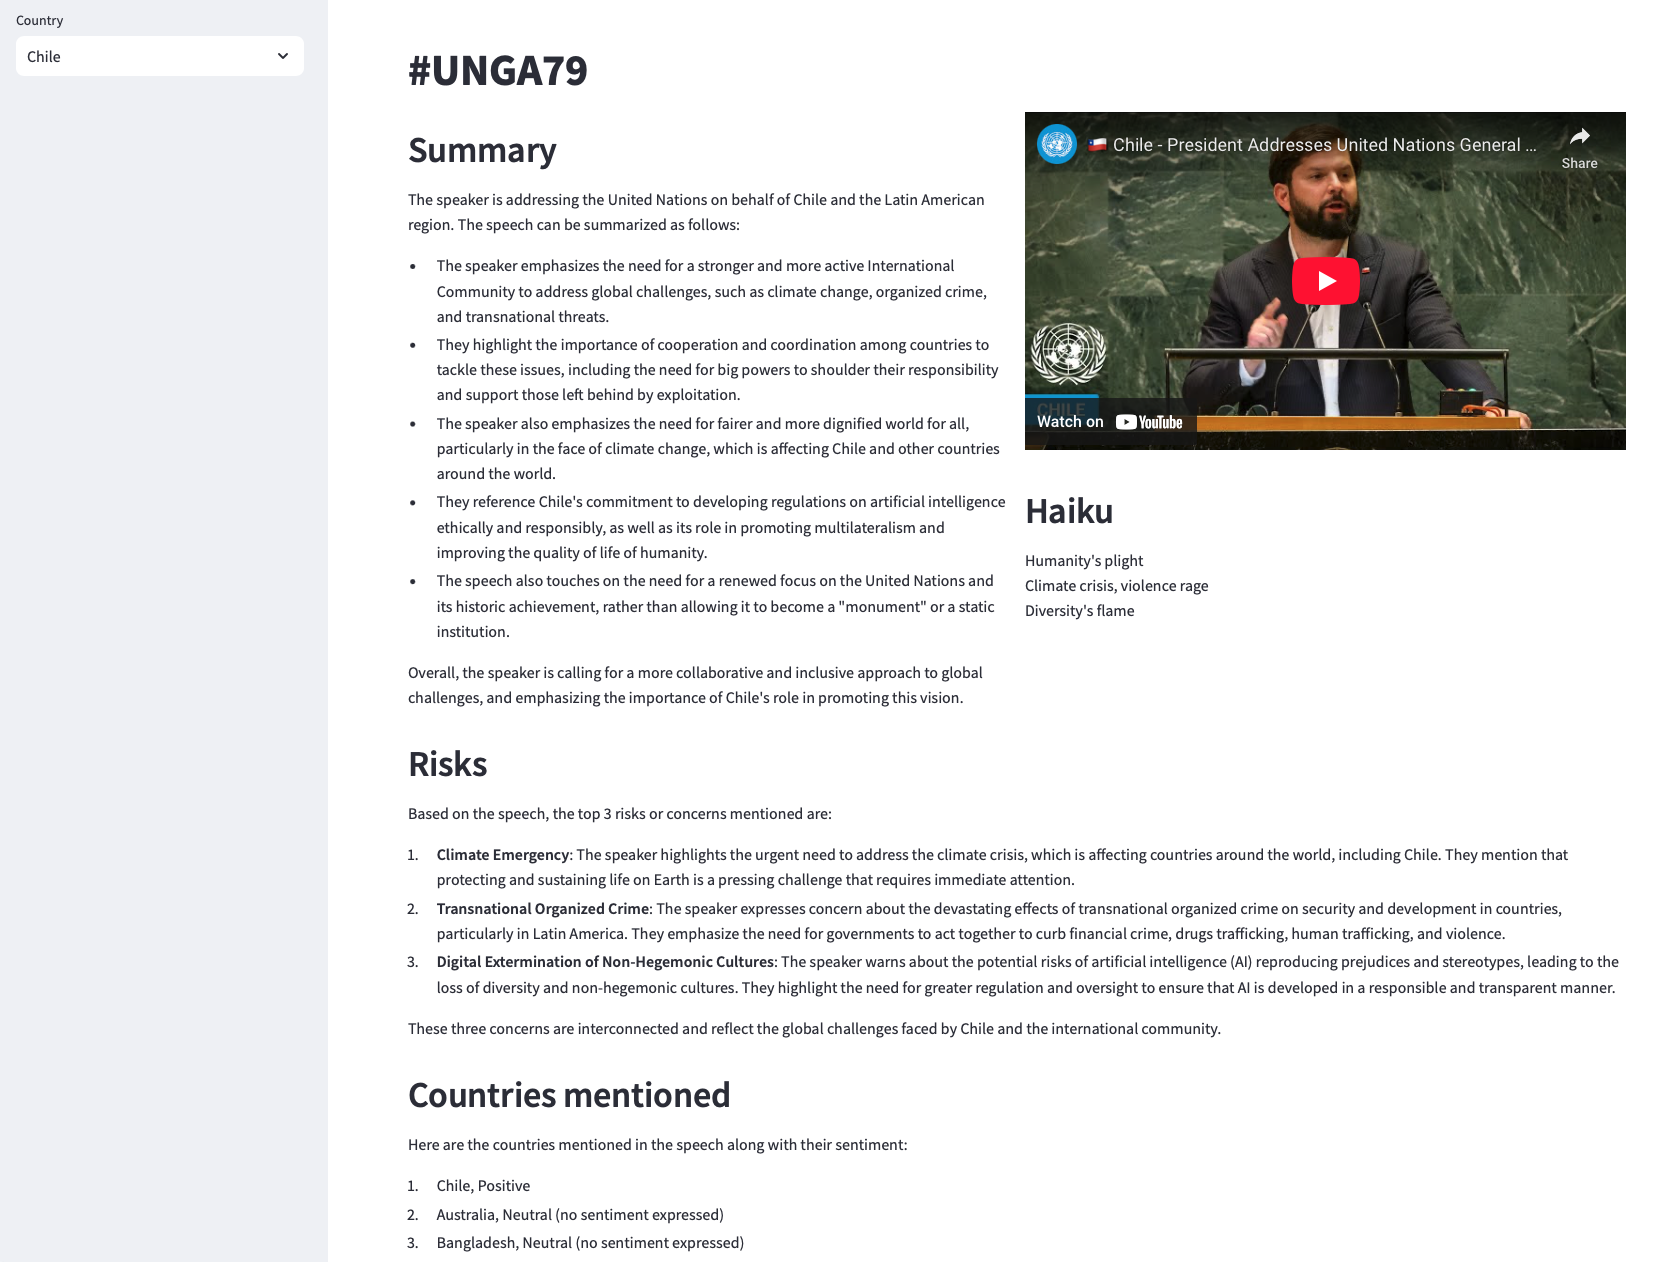 Country
Chile
#UNGA79
Summary
The speaker is addressing the United Nations on behalf of Chile and the Latin American
region. The speech can be summarized as follows:
• The speaker emphasizes the need for a stronger and more active International
Community to address global challenges, such as climate change, organized crime,
and transnational threats.
• They highlight the importance of cooperation and coordination among countries to
tackle these issues, including the need for big powers to shoulder their responsibility
and support those left behind by exploitation.
• The speaker also emphasizes the need for fairer and more dignified world for all,
particularly in the face of climate change, which is affecting Chile and other countries
around the world.
• They reference Chile's commitment to developing regulations on artificial intelligence
ethically and responsibly, as well as its role in promoting multilateralism and
improving the quality of life of humanity.
• The speech also touches on the need for a renewed focus on the United Nations and
its historic achievement, rather than allowing it to become a "monument" or a static
institution.
Overall, the speaker is calling for a more collaborative and inclusive approach to global
challenges, and emphasizing the importance of Chile's role in promoting this vision.
🇨🇱 Chile - President Addresses United Nations General ...
Share
CHILE
Watch on YouTube
Haiku
Humanity's plight
Climate crisis, violence rage
Diversity's flame
Risks
Based on the speech, the top 3 risks or concerns mentioned are:
1. Climate Emergency: The speaker highlights the urgent need to address the climate crisis, which is affecting countries around the world, including Chile. They mention that
protecting and sustaining life on Earth is a pressing challenge that requires immediate attention.
2. Transnational Organized Crime: The speaker expresses concern about the devastating effects of transnational organized crime on security and development in countries,
particularly in Latin America. They emphasize the need for governments to act together to curb financial crime, drugs trafficking, human trafficking, and violence.
3. Digital Extermination of Non-Hegemonic Cultures: The speaker warns about the potential risks of artificial intelligence (AI) reproducing prejudices and stereotypes, leading to the
loss of diversity and non-hegemonic cultures. They highlight the need for greater regulation and oversight to ensure that AI is developed in a responsible and transparent manner.
These three concerns are interconnected and reflect the global challenges faced by Chile and the international community.
Countries mentioned
Here are the countries mentioned in the speech along with their sentiment:
1. Chile, Positive
2. Australia, Neutral (no sentiment expressed)
3. Bangladesh, Neutral (no sentiment expressed)